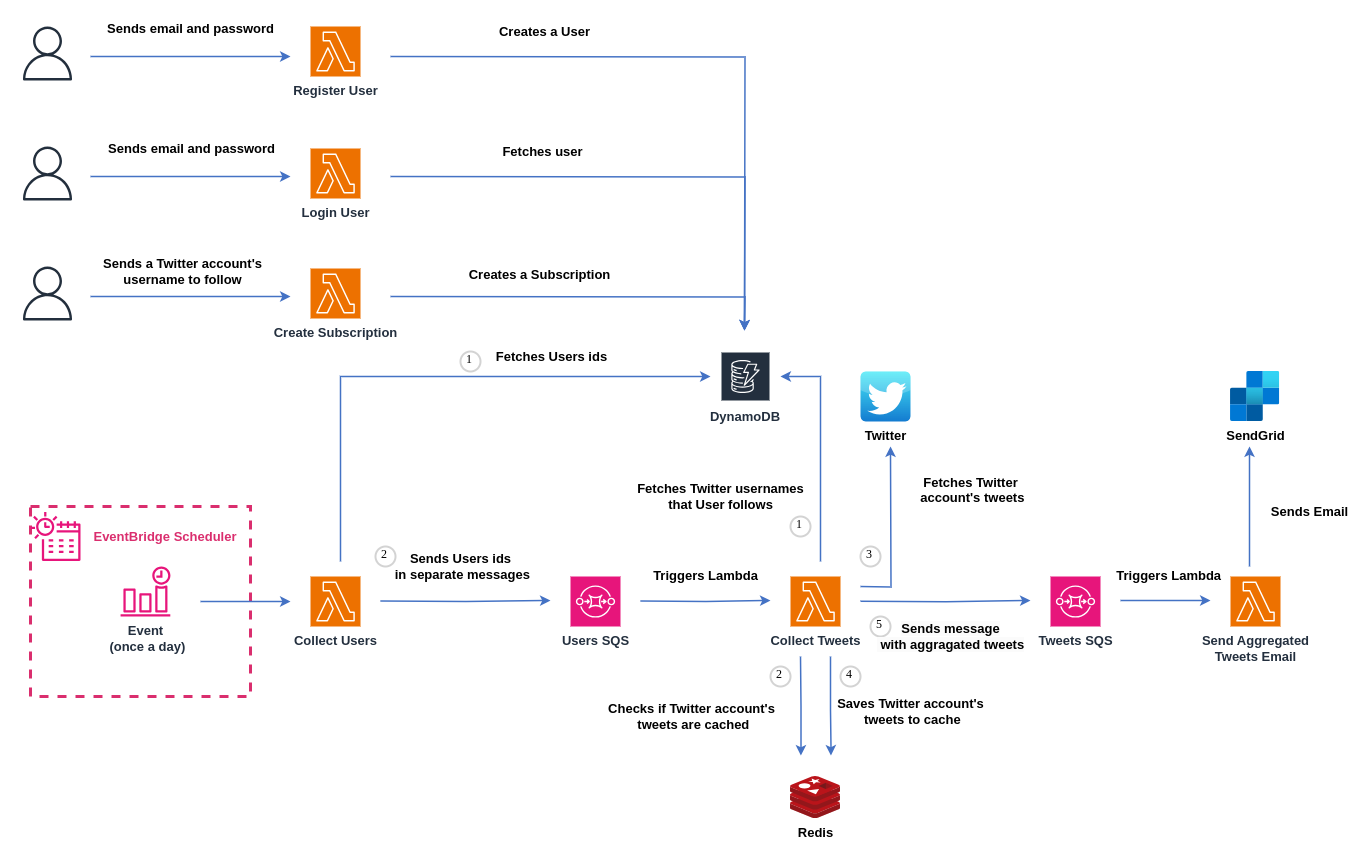 Sends email and password
Creates a User
Register User
Sends email and password
Fetches user
Login User
Sends a Twitter account's
username to follow
Creates a Subscription
Create Subscription
1
Fetches Users ids
DynamoDB
Twitter
SendGrid
Fetches Twitter usernames
that User follows
1
Fetches Twitter
account's tweets
Sends Email
EventBridge Scheduler
Event
(once a day)
2
Sends Users ids
in separate messages
Collect Users
Users SQS
Triggers Lambda
3
Collect Tweets
5
Sends message
with aggragated tweets
Tweets SQS
Triggers Lambda
Send Aggregated
Tweets Email
2
Checks if Twitter account's
tweets are cached
4
Saves Twitter account's
tweets to cache
Redis